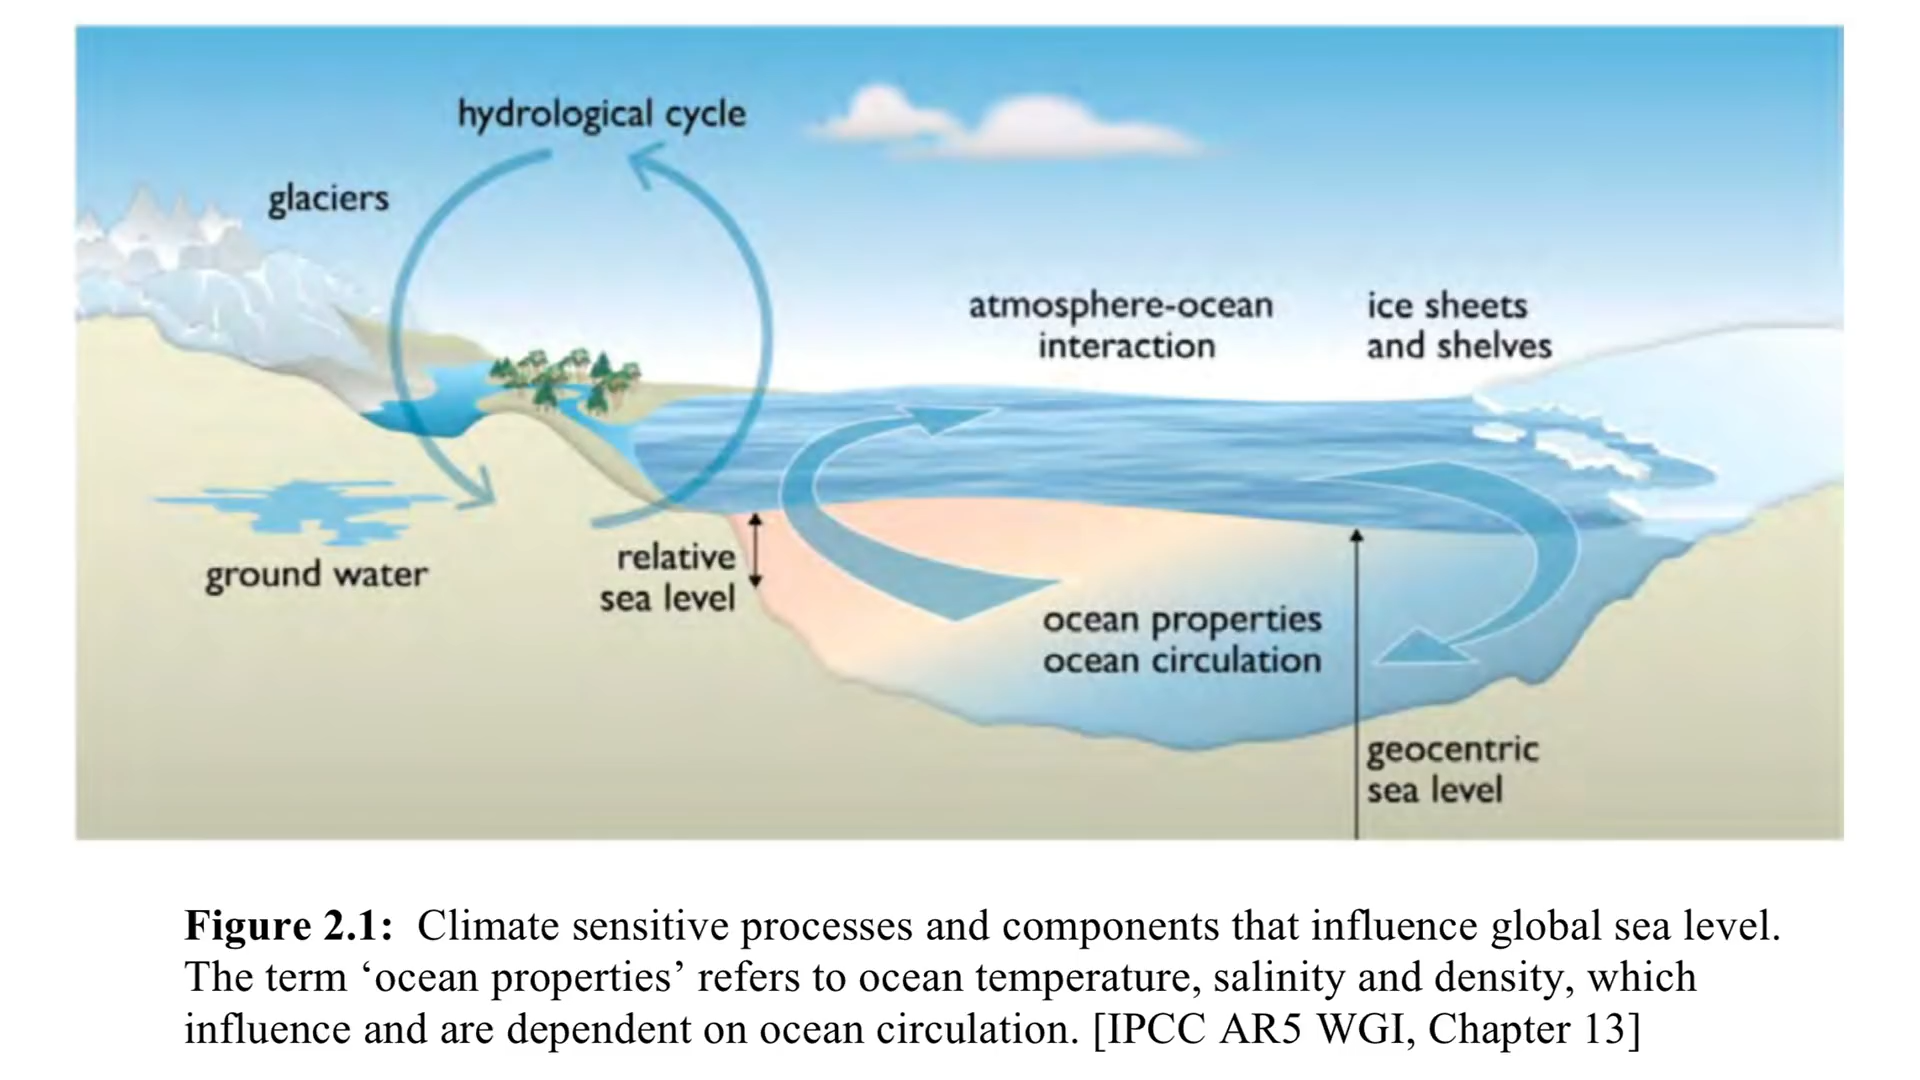 hydrological cycle
glaciers
atmosphere-ocean
interaction
ice sheets
and shelves
ground water
relative
sea level
ocean properties
ocean circulation
geocentric
sea level
Figure 2.1:  Climate sensitive processes and components that influence global sea level.
The term ‘ocean properties’ refers to ocean temperature, salinity and density, which
influence and are dependent on ocean circulation. [IPCC AR5 WGI, Chapter 13]